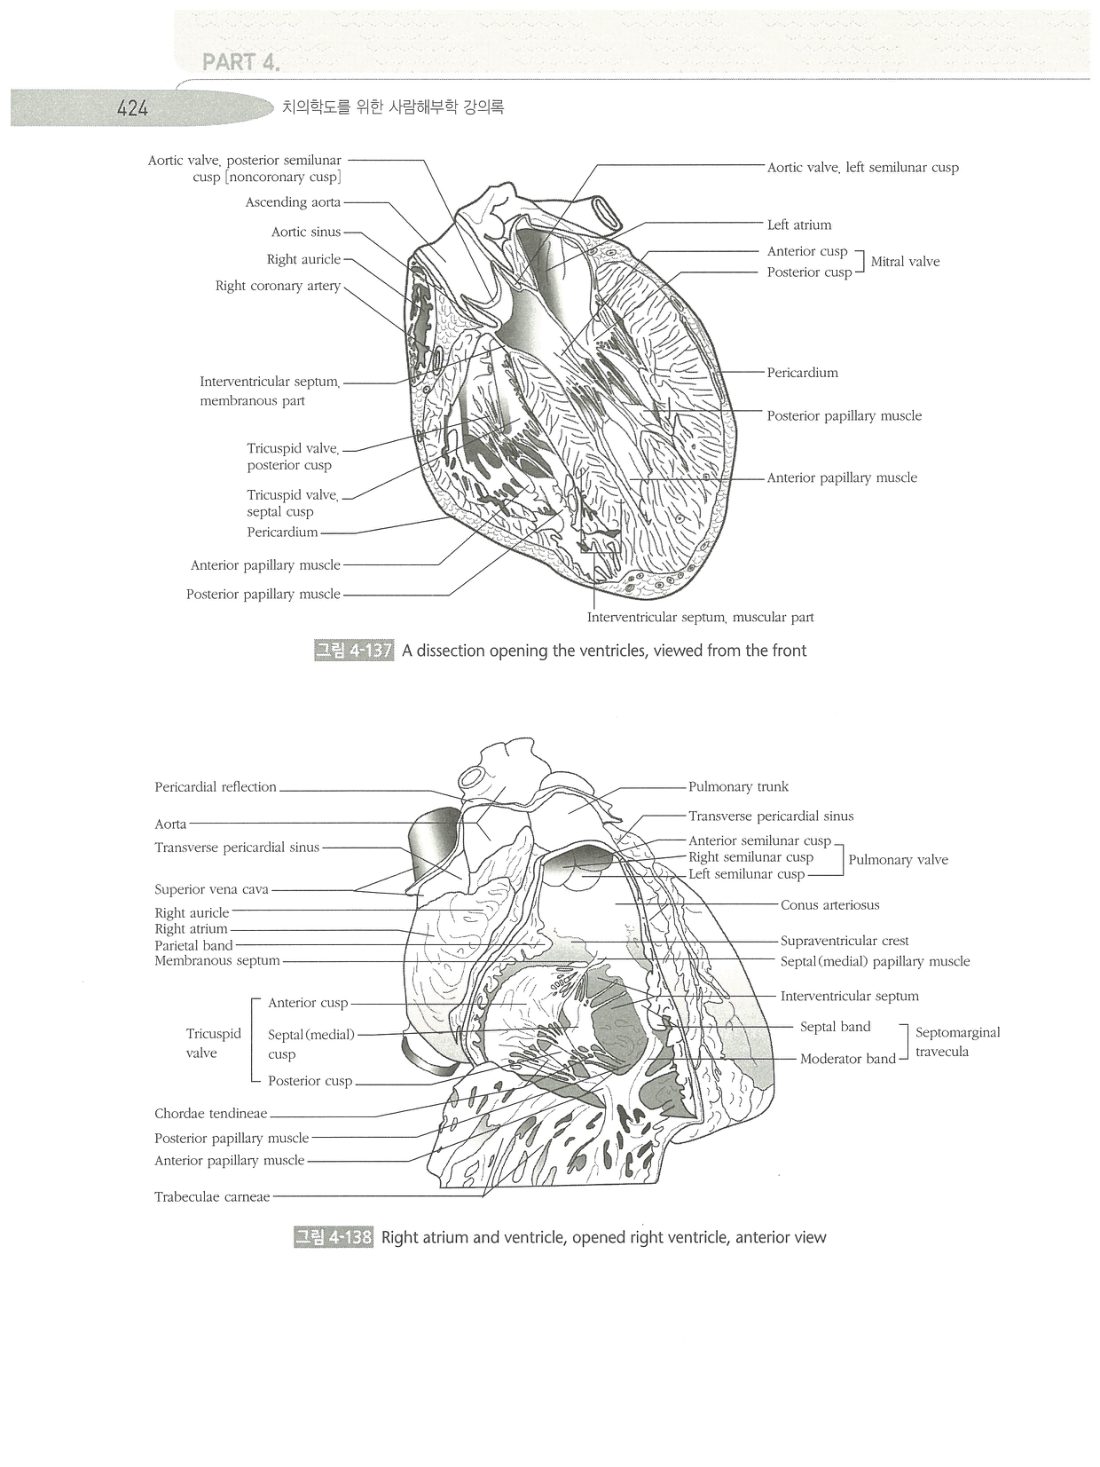 PART 4.
424
치의학도를 위한 사람해부학 강의록
Aortic valve, posterior semilunar
cusp [noncoronary cusp]
Ascending aorta
Aortic sinus
Right auricle
Right coronary artery
Interventricular septum,
membranous part
Tricuspid valve,
posterior cusp
Tricuspid valve,
septal cusp
Pericardium
Anterior papillary muscle
Posterior papillary muscle
Aortic valve, left semilunar cusp
Left atrium
Anterior cusp
Posterior cusp
Mitral valve
Pericardium
Posterior papillary muscle
Anterior papillary muscle
Interventricular septum, muscular part
그림 4-137 A dissection opening the ventricles, viewed from the front
Pericardial reflection
Aorta
Transverse pericardial sinus
Superior vena cava
Right auricle
Right atrium
Parietal band
Membranous septum
Tricuspid
valve
Anterior cusp
Septal(medial)
cusp
Posterior cusp
Chordae tendineae
Posterior papillary muscle
Anterior papillary muscle
Trabeculae carneae
Pulmonary trunk
Transverse pericardial sinus
Anterior semilunar cusp
Right semilunar cusp
Left semilunar cusp
Pulmonary valve
Conus arteriosus
Supraventricular crest
Septal(medial) papillary muscle
Interventricular septum
Septal band
Moderator band
Septomarginal
travecula
그림 4-138 Right atrium and ventricle, opened right ventricle, anterior view